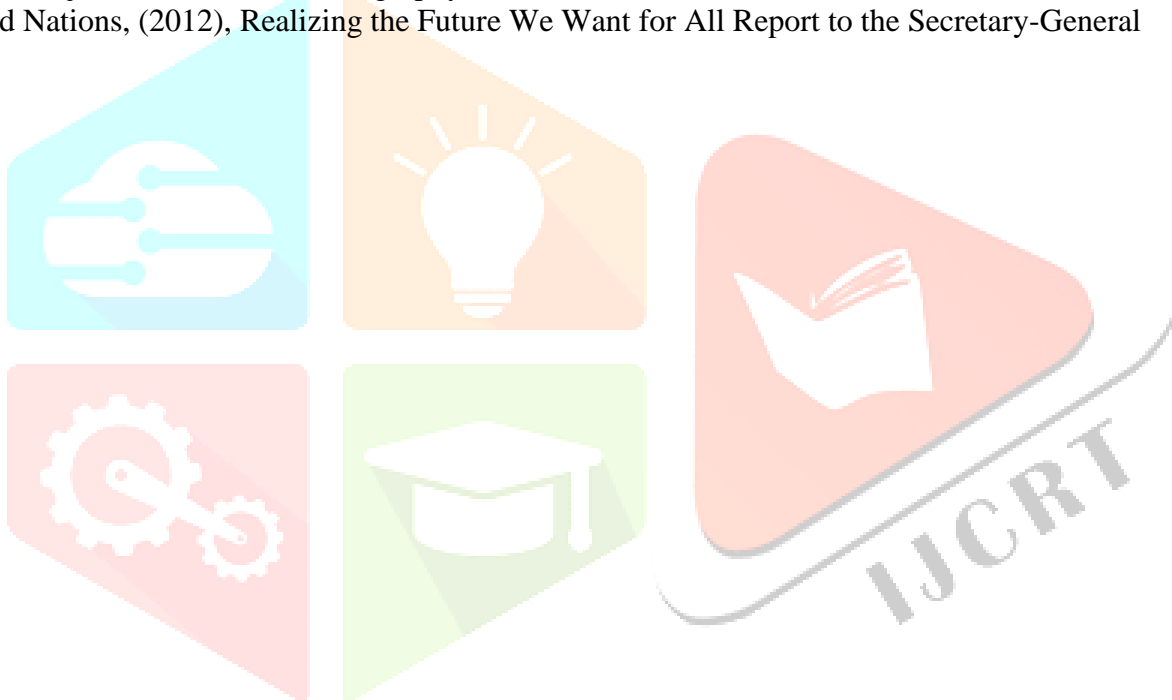 d Nations, (2012), Realizing the Future We Want for All Report to the Secretary-General
IJCRT